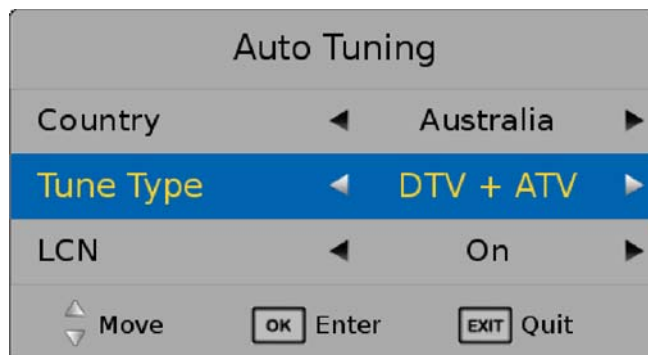 Auto Tuning
Country Australia
Tune Type DTV + ATV
LCN On
Move OK Enter EXIT Quit